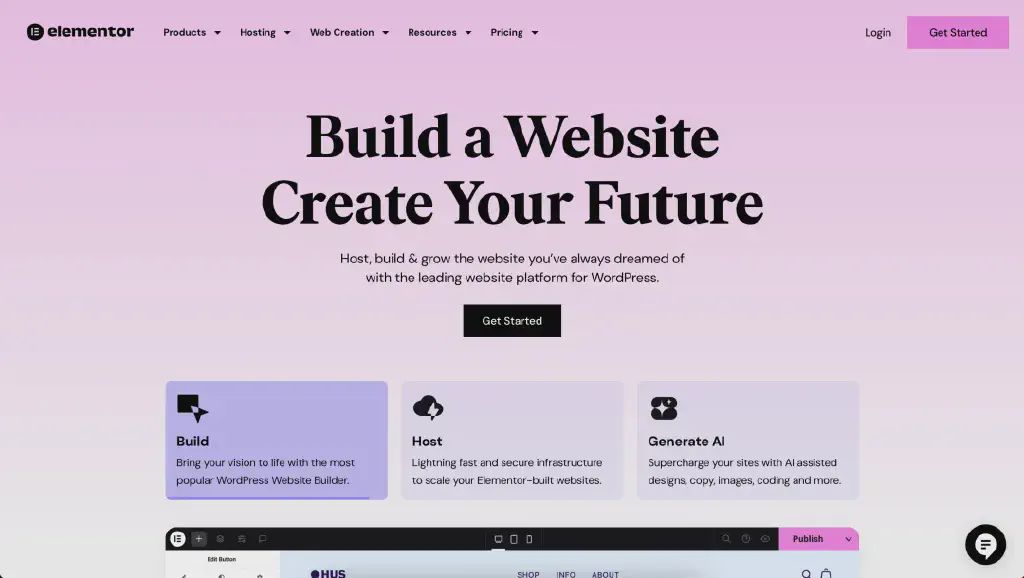 elementor
Products
Hosting
Web Creation
Resources
Pricing
Login
Get Started
Build a Website
Create Your Future
Host, build & grow the website you've always dreamed of
with the leading website platform for WordPress.
Get Started
Build
Bring your vision to life with the most
popular WordPress Website Builder.
Host
Lightning fast and secure infrastructure
to scale your Elementor-built websites.
Generate AI
Supercharge your sites with AI assisted
designs, copy, images, coding and more.
Publish
Edit Button
HUS
SHOP
INFO
ABOUT